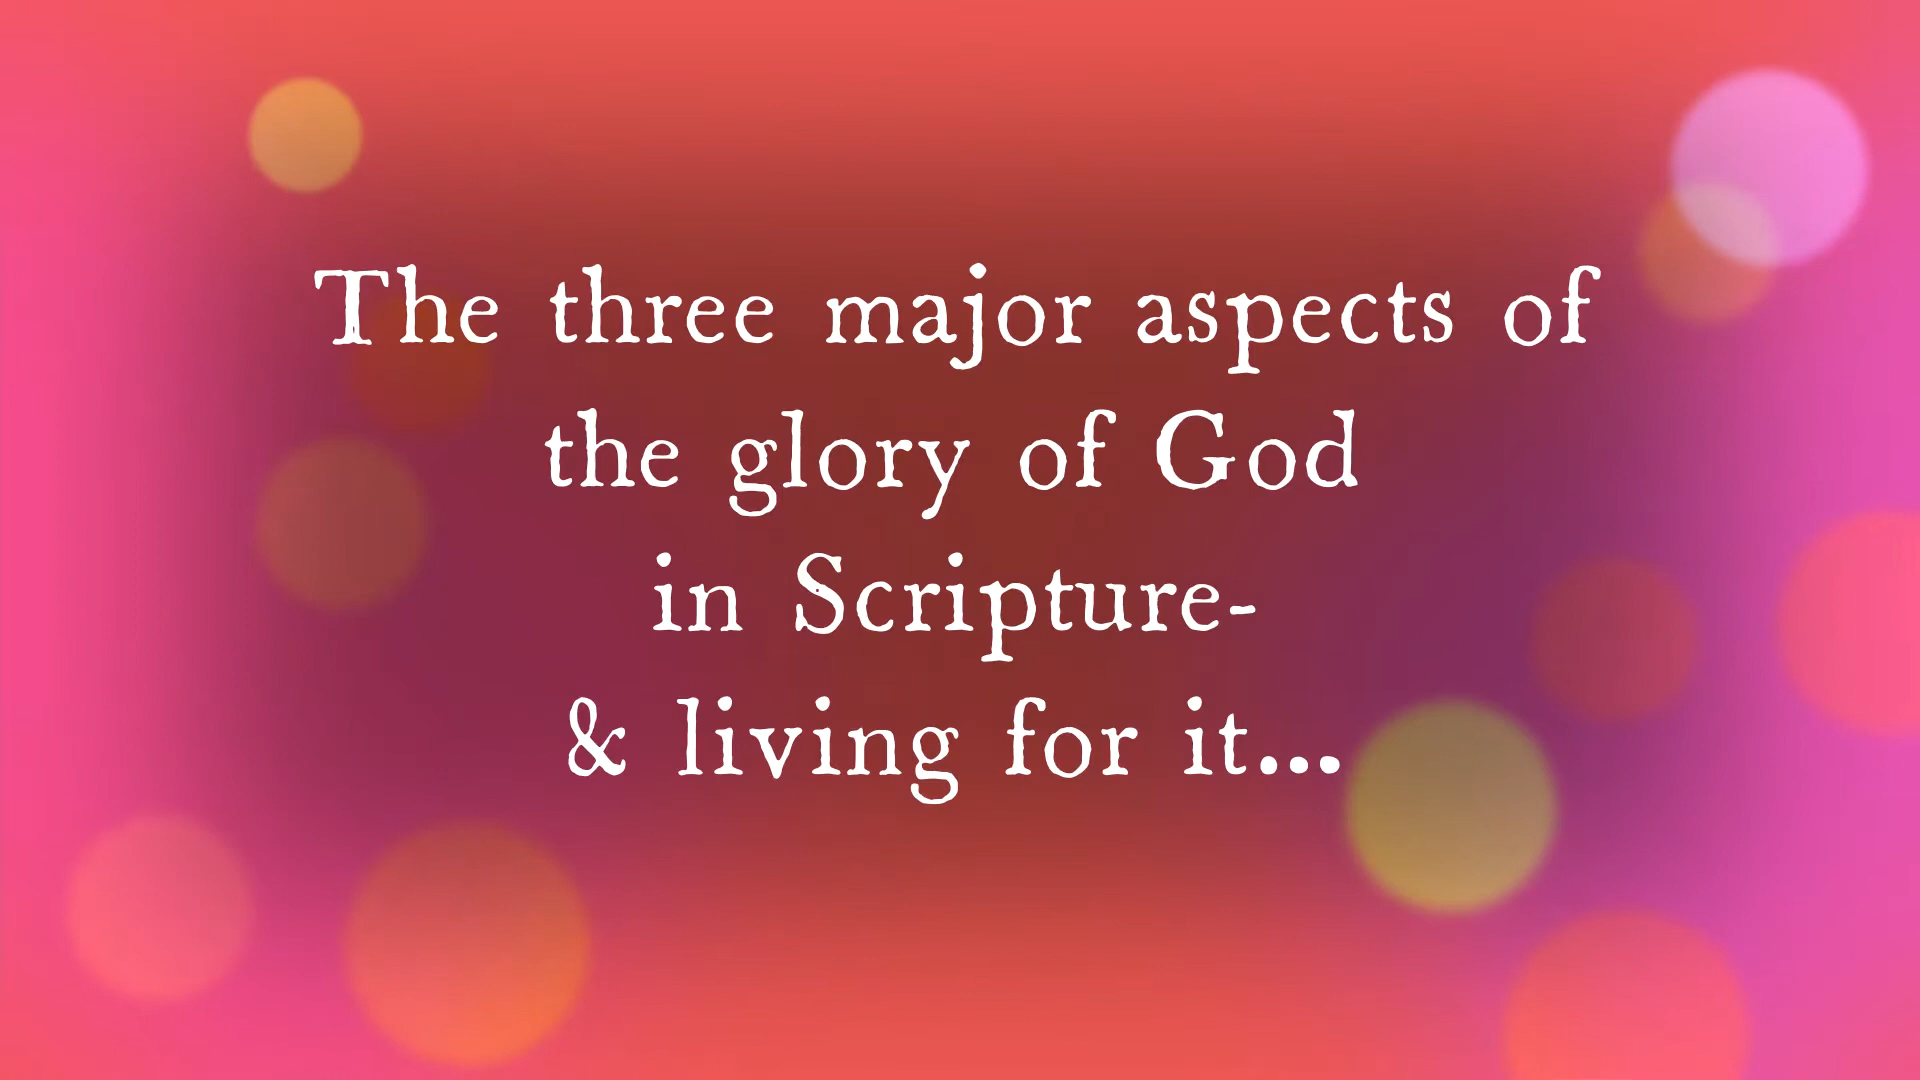 The three major aspects of
the glory of God
in Scripture-
& living for it...